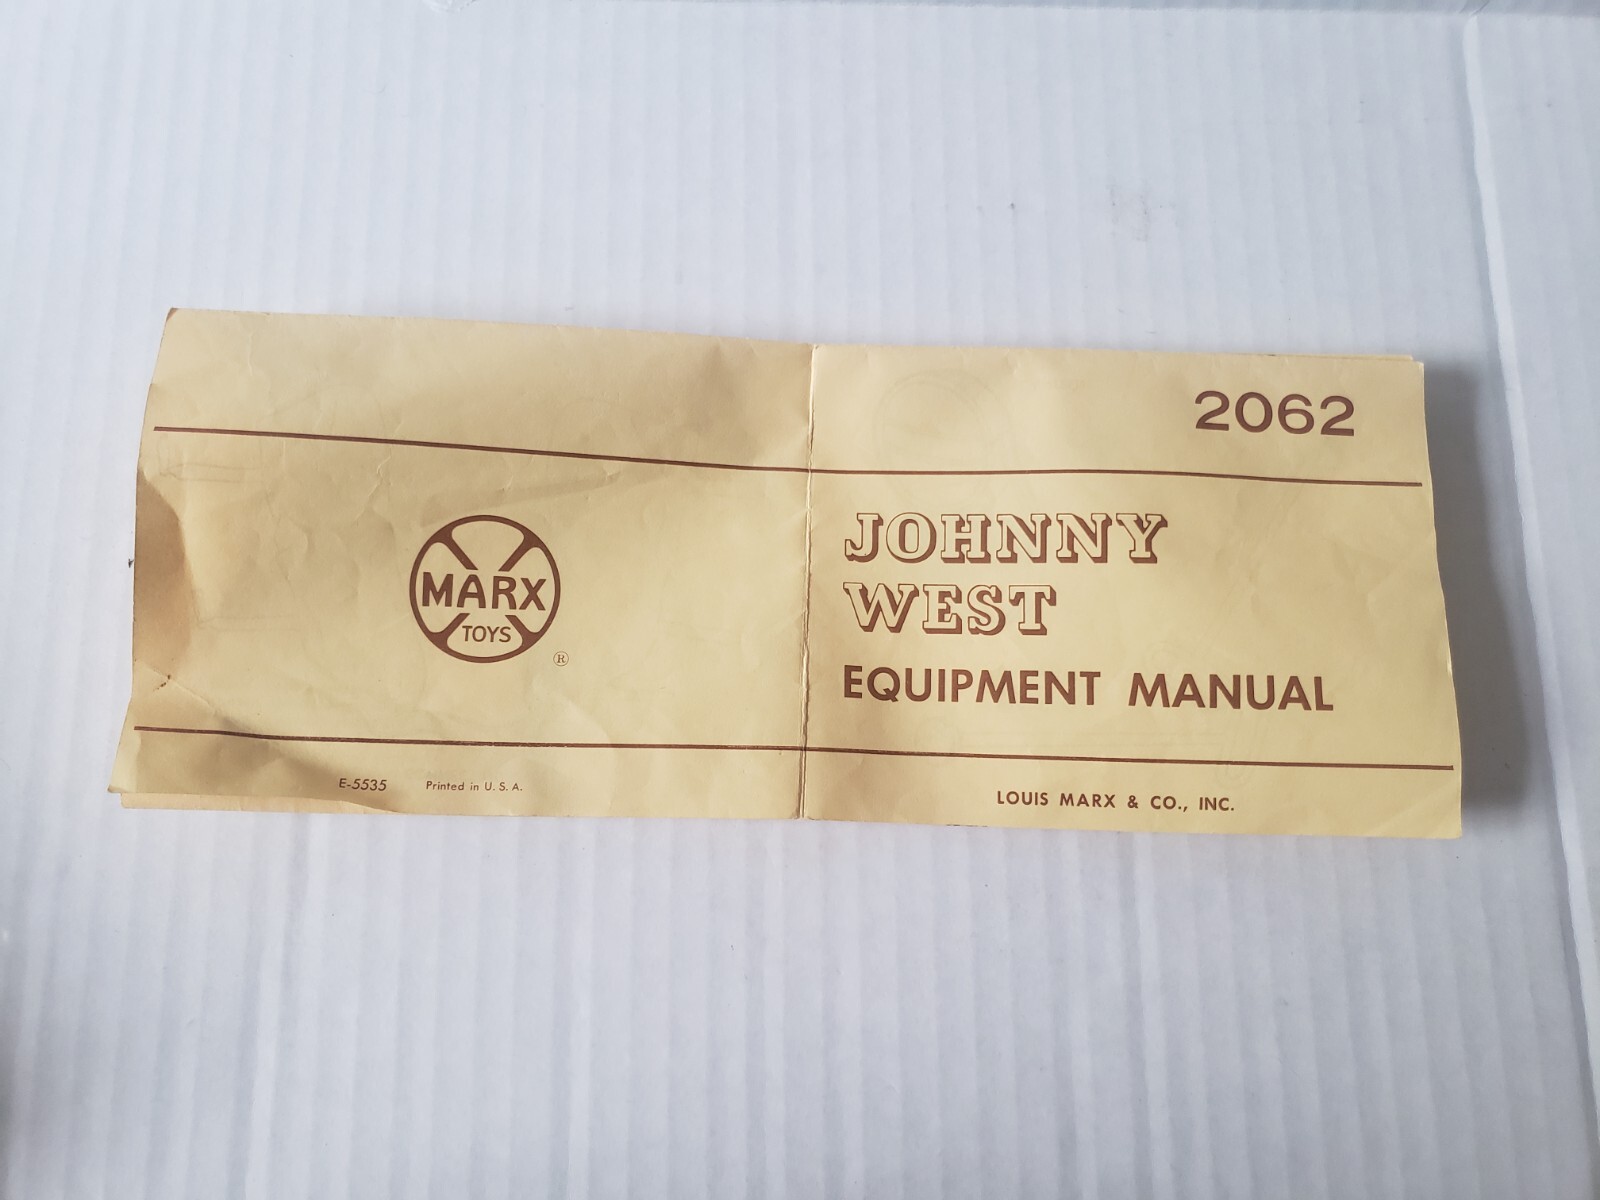 MARX
TOYS
®
E-5535 Printed in U. S. A.
2062
JOHNNY
WEST
EQUIPMENT MANUAL
LOUIS MARX & CO., INC.